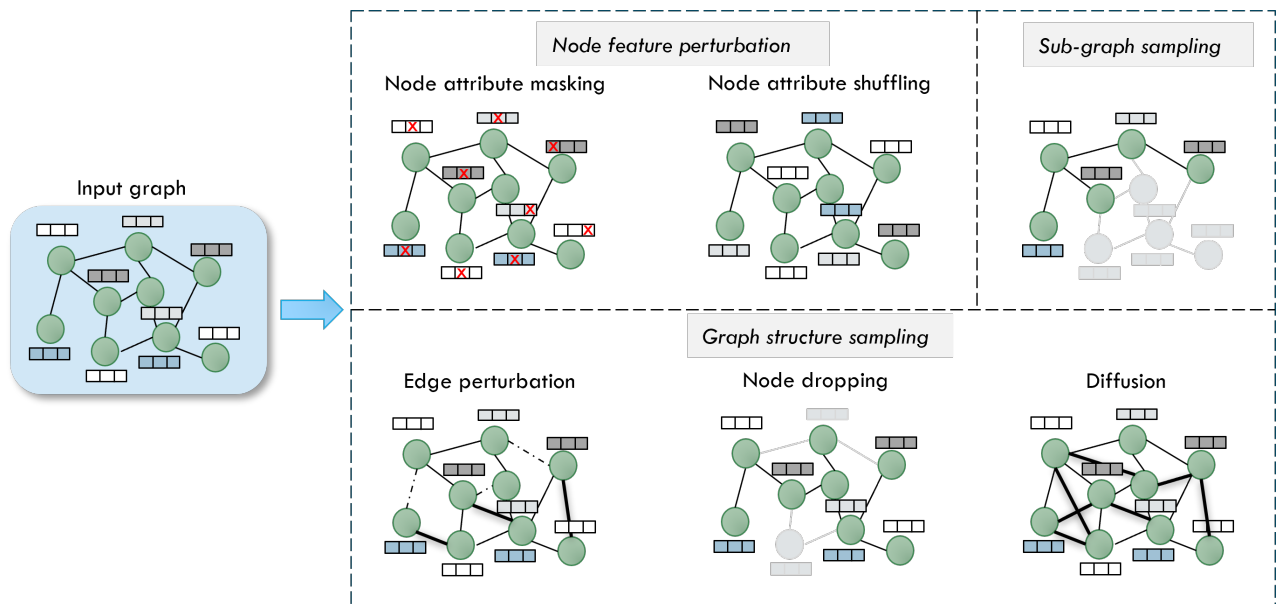 Input graph
Node feature perturbation
Node attribute masking
Node attribute shuffling
Sub-graph sampling
X
X
X
X
X
X
X
X
X
Graph structure sampling
Edge perturbation
Node dropping
Diffusion